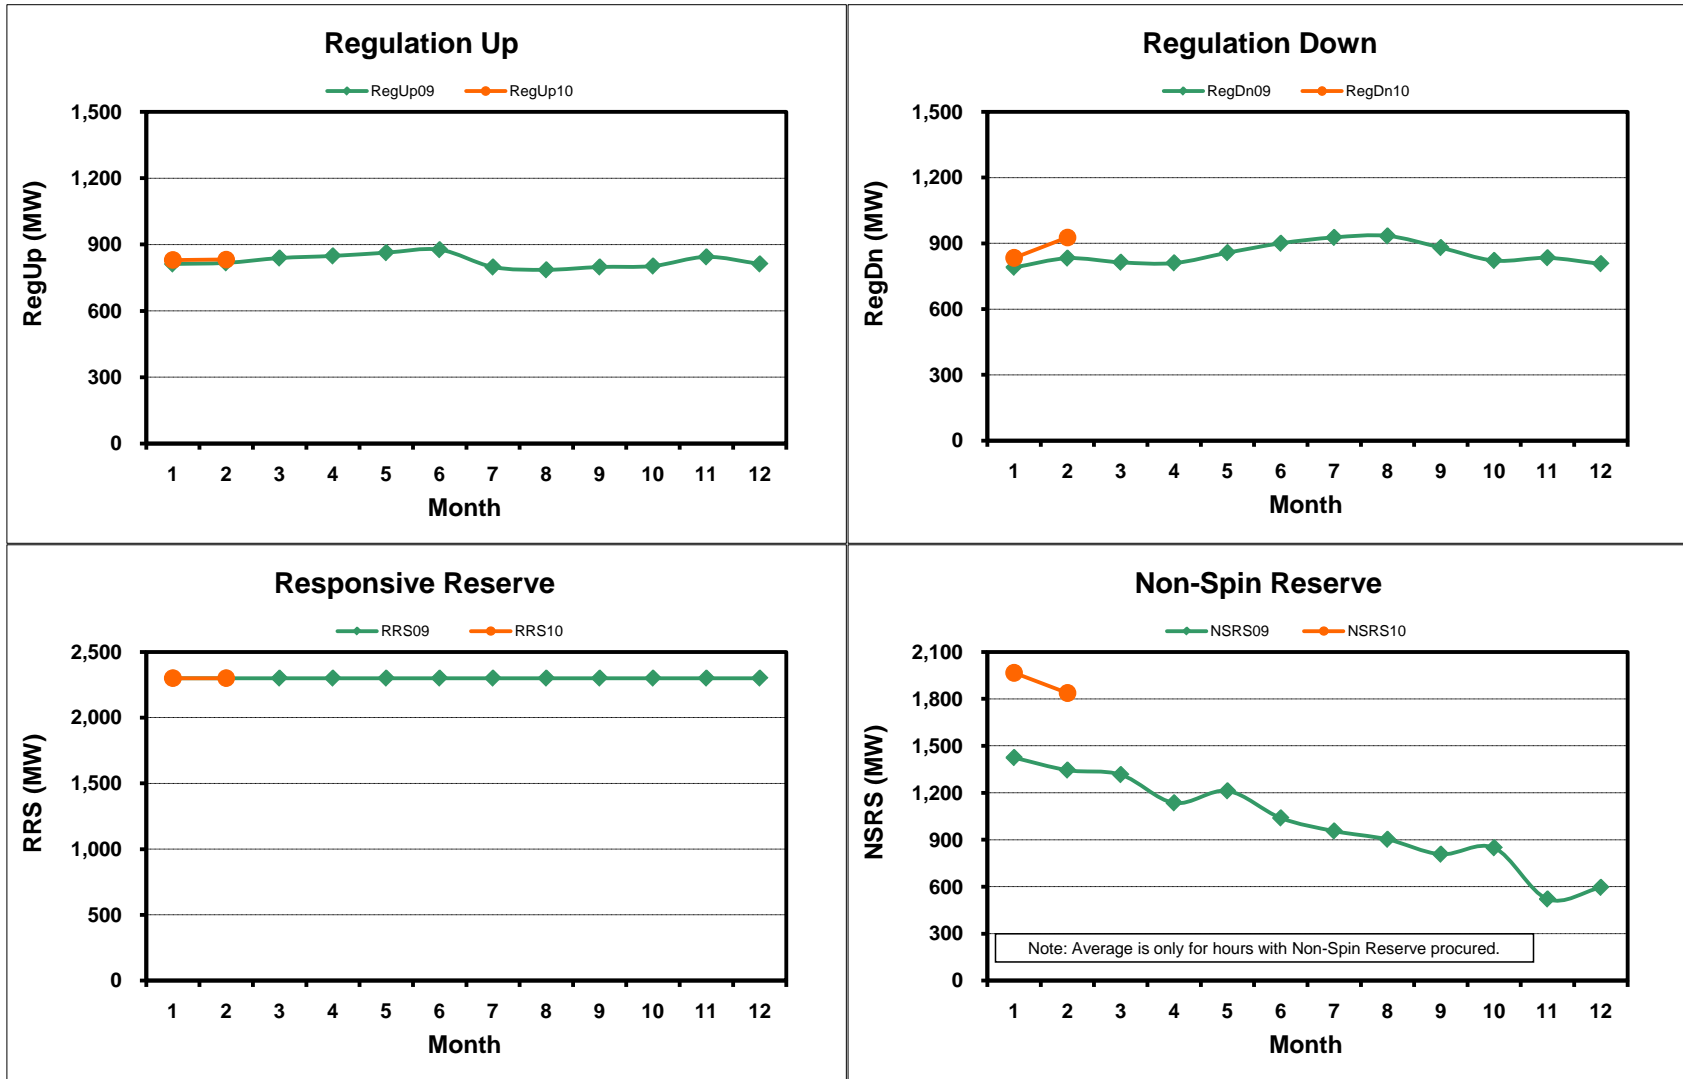 Regulation Up
RegUp09 RegUp10
1,500
1,200
900
600
300
0
RegUp (MW)
1 2 3 4 5 6 7 8 9 10 11 12
Month
Regulation Down
RegDn09 RegDn10
1,500
1,200
900
600
300
0
RegDn (MW)
1 2 3 4 5 6 7 8 9 10 11 12
Month
Responsive Reserve
RRS09 RRS10
2,500
2,000
1,500
1,000
500
0
RRS (MW)
1 2 3 4 5 6 7 8 9 10 11 12
Month
Non-Spin Reserve
NSRS09 NSRS10
2,100
1,800
1,500
1,200
900
600
300
0
NSRS (MW)
Note: Average is only for hours with Non-Spin Reserve procured.
1 2 3 4 5 6 7 8 9 10 11 12
Month